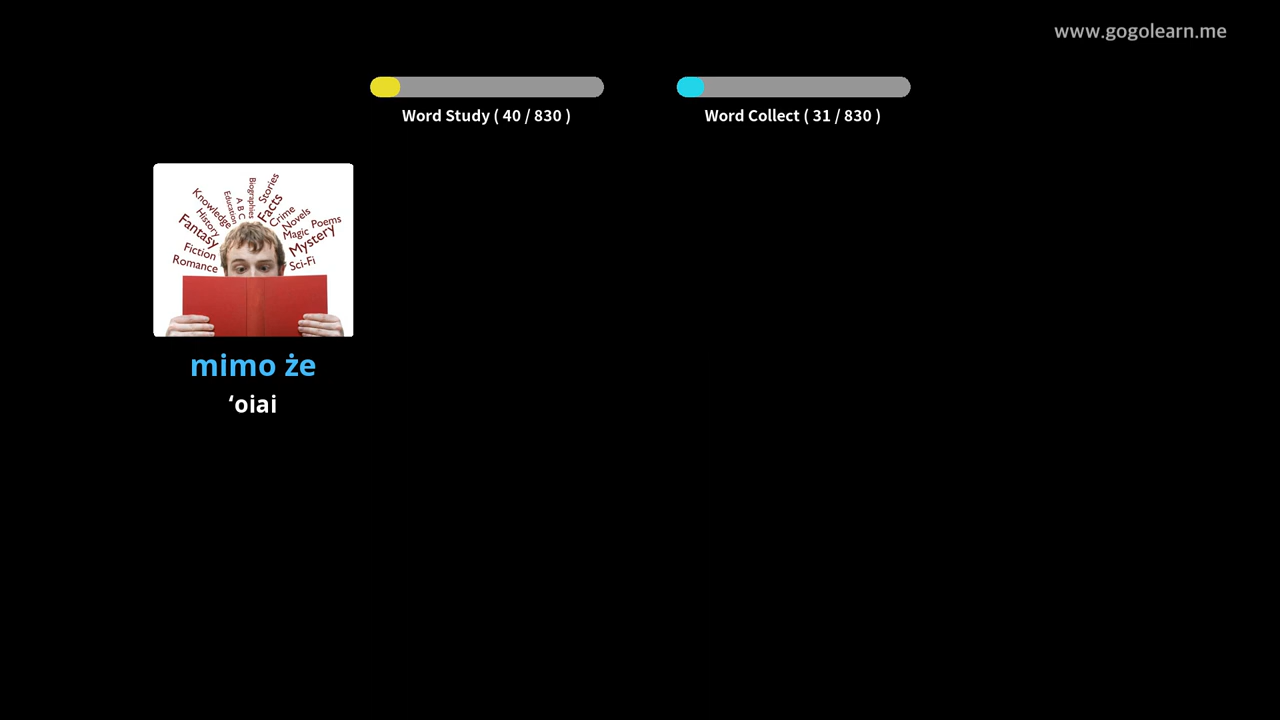 www.gogolearn.me
Word Study ( 40 / 830 )
Word Collect ( 31 / 830 )
Knowledge
History
Fantasy
Fiction
Romance
Education
A B C
Biographies
Stories
Facts
Crime
Novels
Magic
Poems
Mystery
Sci-Fi
mimo że
ʻoiai